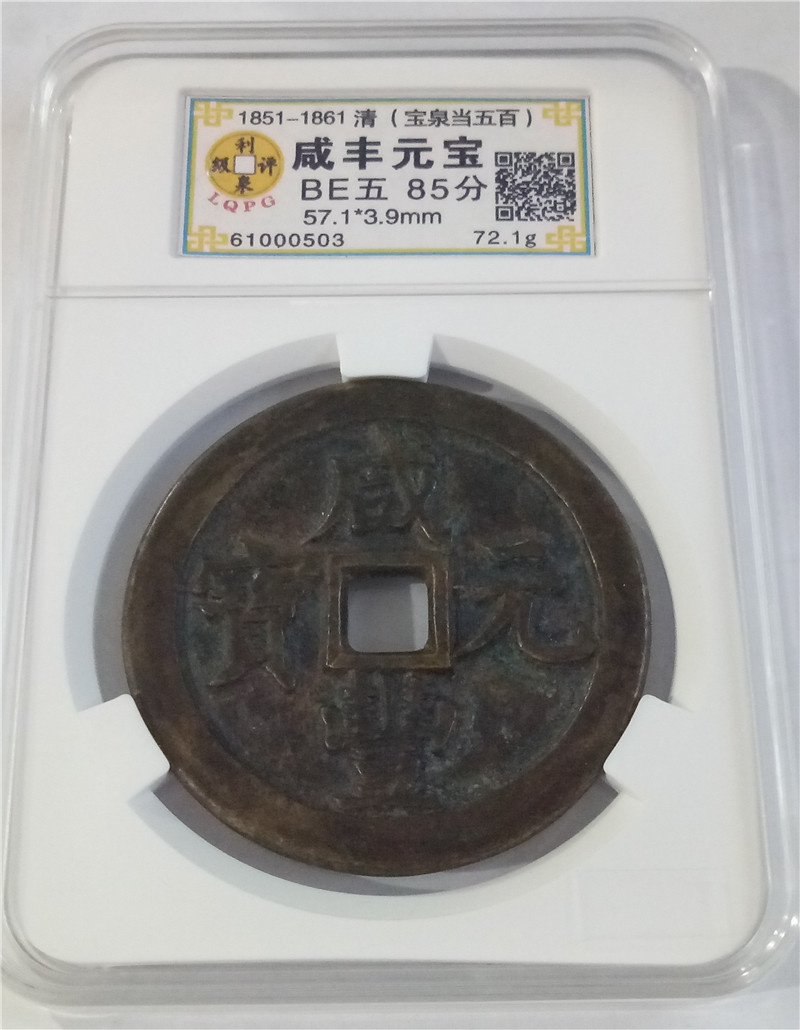 1851-1861 清（宝泉当五百）
利泉评级
LQPG
咸丰元宝
BE五 85分
57.1*3.9mm
61000503
72.1g
咸豐元寶